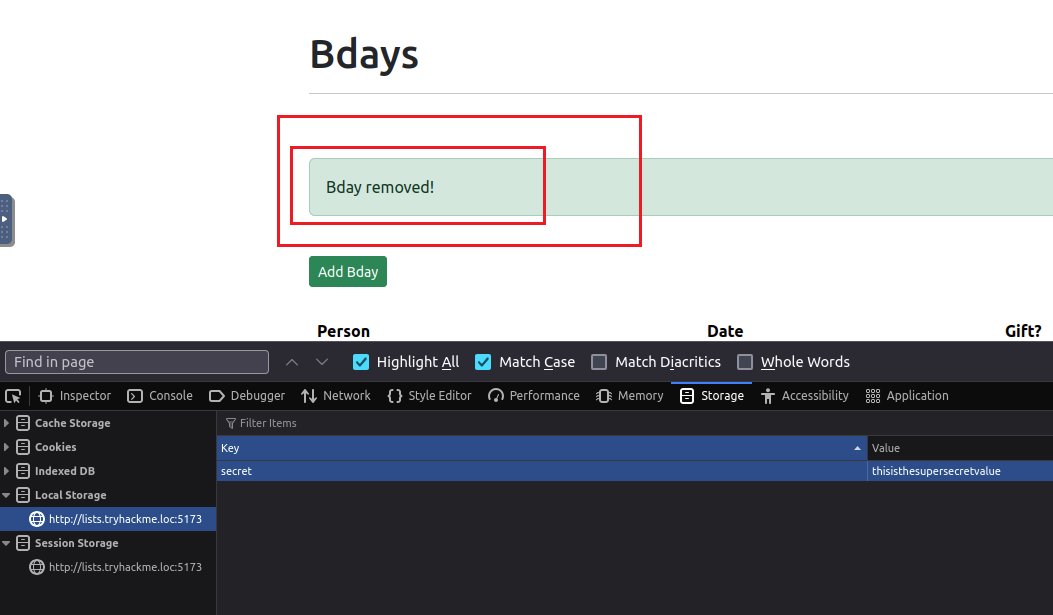 Bdays
Bday removed!
Add Bday
Person Date Gift?
Find in page Highlight All Match Case Match Diacritics Whole Words
Inspector Console Debugger Network Style Editor Performance Memory Storage Accessibility Application
Cache Storage
Cookies
Indexed DB
Local Storage
http://lists.tryhackme.loc:5173
Session Storage
http://lists.tryhackme.loc:5173
Filter Items
Key Value
secret thisisthesupersecretvalue